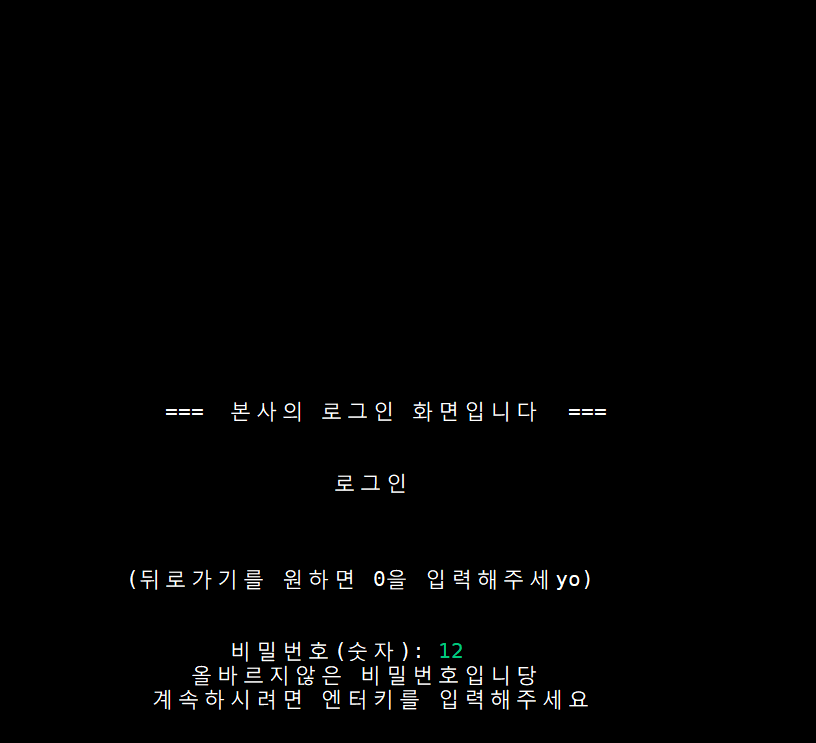 === 본사의 로그인 화면입니다 ===
로그인
(뒤로가기를 원하면 0을 입력해주세yo)
비밀번호(숫자): 12
올바르지않은 비밀번호입니당
계속하시려면 엔터키를 입력해주세요